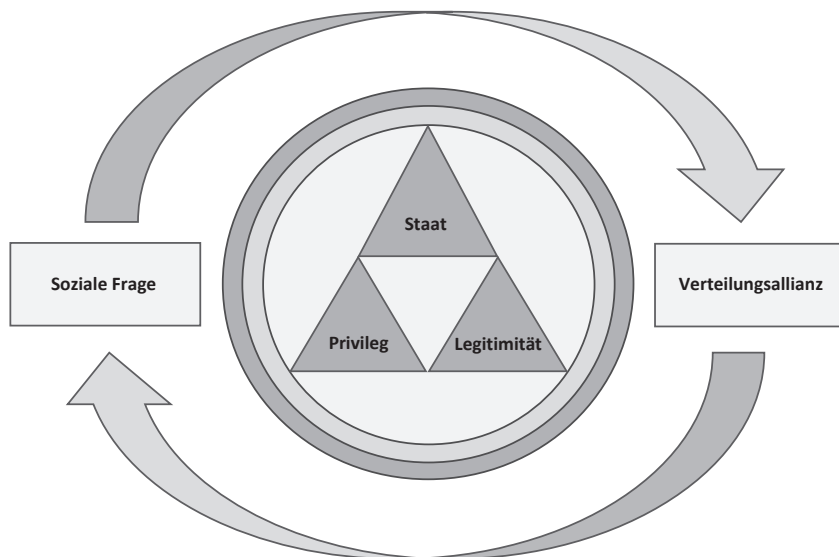 Staat
Soziale Frage
Verteilungsallianz
Privileg
Legitimität